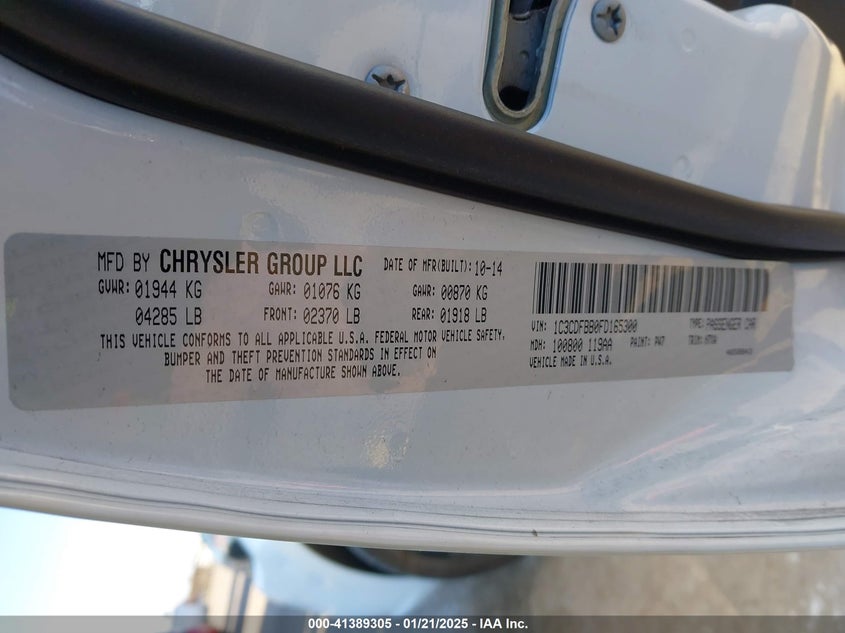 MFD BY CHRYSLER GROUP LLC DATE OF MFR(BUILT): 10-14
GVWR: 01944 KG GAWR: 01076 KG GAWR: 00870 KG
04285 LB FRONT: 02370 LB REAR: 01918 LB
THIS VEHICLE CONFORMS TO ALL APPLICABLE U.S.A. FEDERAL MOTOR VEHICLE SAFETY,
BUMPER AND THEFT PREVENTION STANDARDS IN EFFECT ON
THE DATE OF MANUFACTURE SHOWN ABOVE.
VIN: 1C3CDFBB0FD165300 TYPE: PASSENGER CAR
MDH: 100800 119AA PAINT: PW7 TRIM:
VEHICLE MADE IN U.S.A.
000-41389305 - 01/21/2025 - IAA Inc.